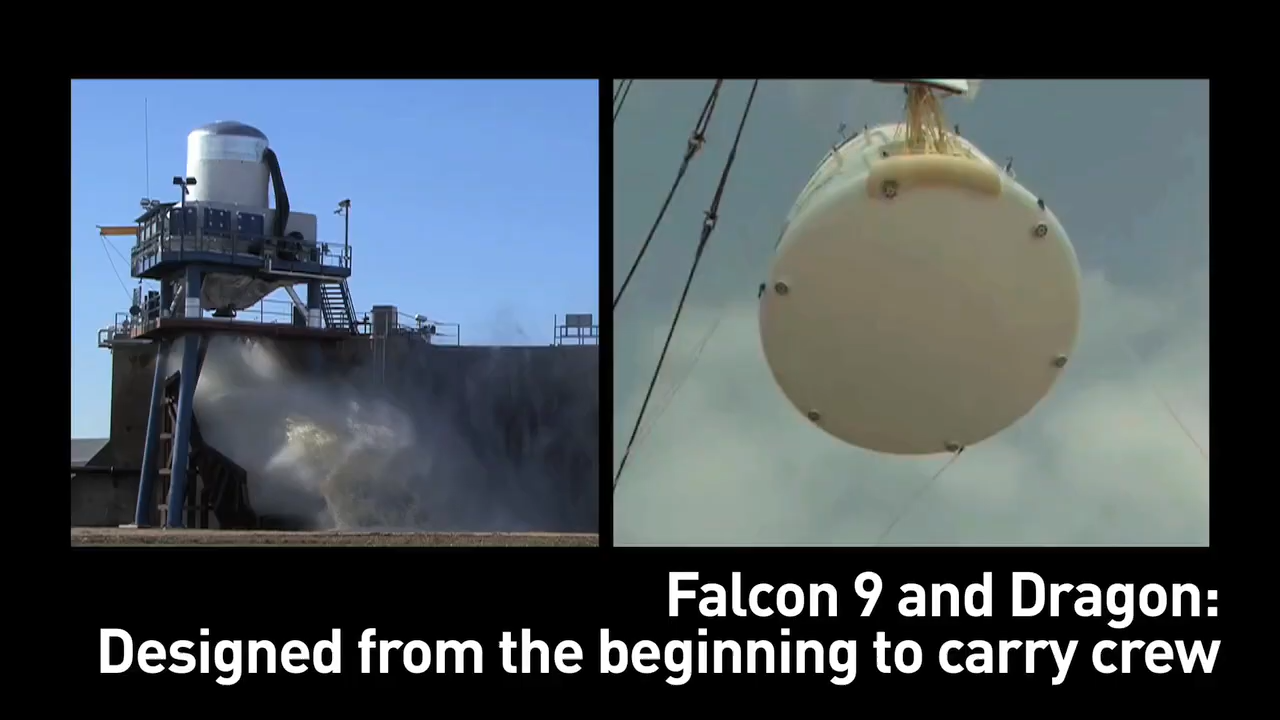 Falcon 9 and Dragon:
Designed from the beginning to carry crew